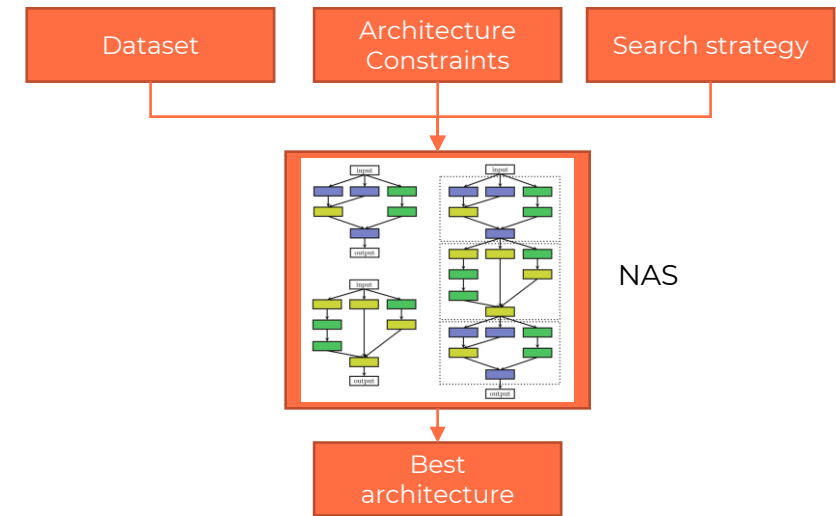 Dataset
Architecture
Constraints
Search strategy
input
input
output
NAS
input
output
output
Best
architecture